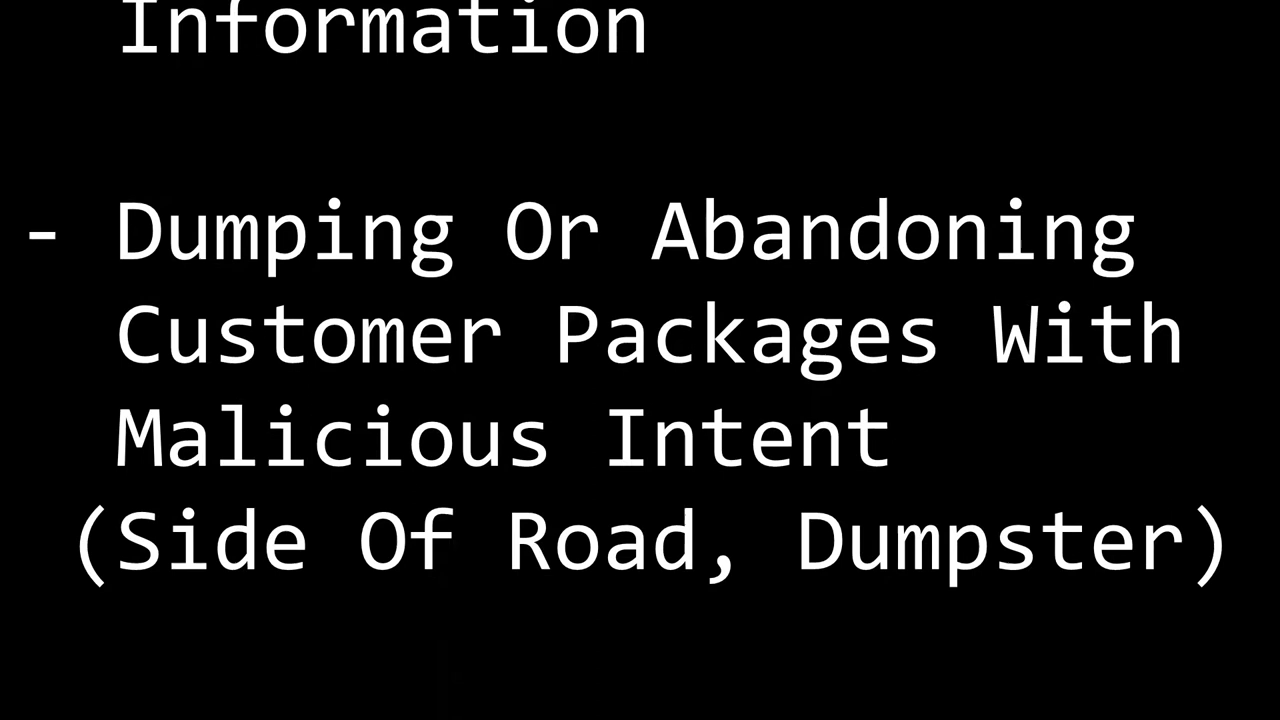 Information
- Dumping Or Abandoning
Customer Packages With
Malicious Intent
(Side Of Road, Dumpster)